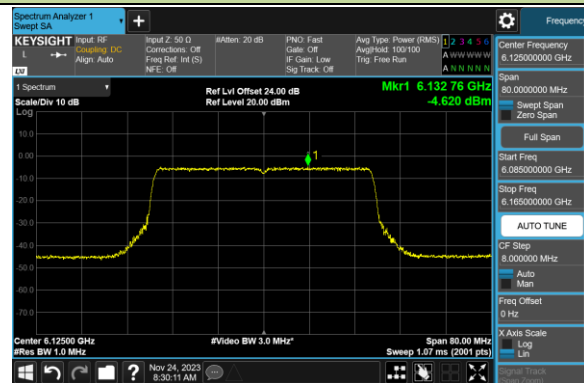 Spectrum Analyzer 1
Swept SA
Frequency
KEYSIGHT
L
LXI
Input: RF
Coupling: DC
Align: Auto
Input Z: 50 Ω
Corrections: Off
Freq Ref: Int (S)
NFE: Off
#Atten: 20 dB
PNO: Fast
Gate: Off
IF Gain: Low
Sig Track: Off
Avg Type: Power (RMS)
Avg|Hold: 100/100
Trig: Free Run
1 2 3 4 5 6
A W W W W W
A N N N N N
1 Spectrum
Scale/Div 10 dB
Log
Ref Lvl Offset 24.00 dB
Ref Level 20.00 dBm
Mkr1 6.132 76 GHz
-4.620 dBm
10.0
0.00
-10.0
-20.0
-30.0
-40.0
-50.0
-60.0
-70.0
1
Center 6.12500 GHz
#Res BW 1.0 MHz
#Video BW 3.0 MHz*
Span 80.00 MHz
Sweep 1.07 ms (2001 pts)
Center Frequency
6.125000000 GHz
Span
80.0000000 MHz
Swept Span
Zero Span
Full Span
Start Freq
6.085000000 GHz
Stop Freq
6.165000000 GHz
AUTO TUNE
CF Step
8.000000 MHz
Auto
Man
Freq Offset
0 Hz
X Axis Scale
Log
Lin
Signal Track
?
Nov 24, 2023
8:30:11 AM